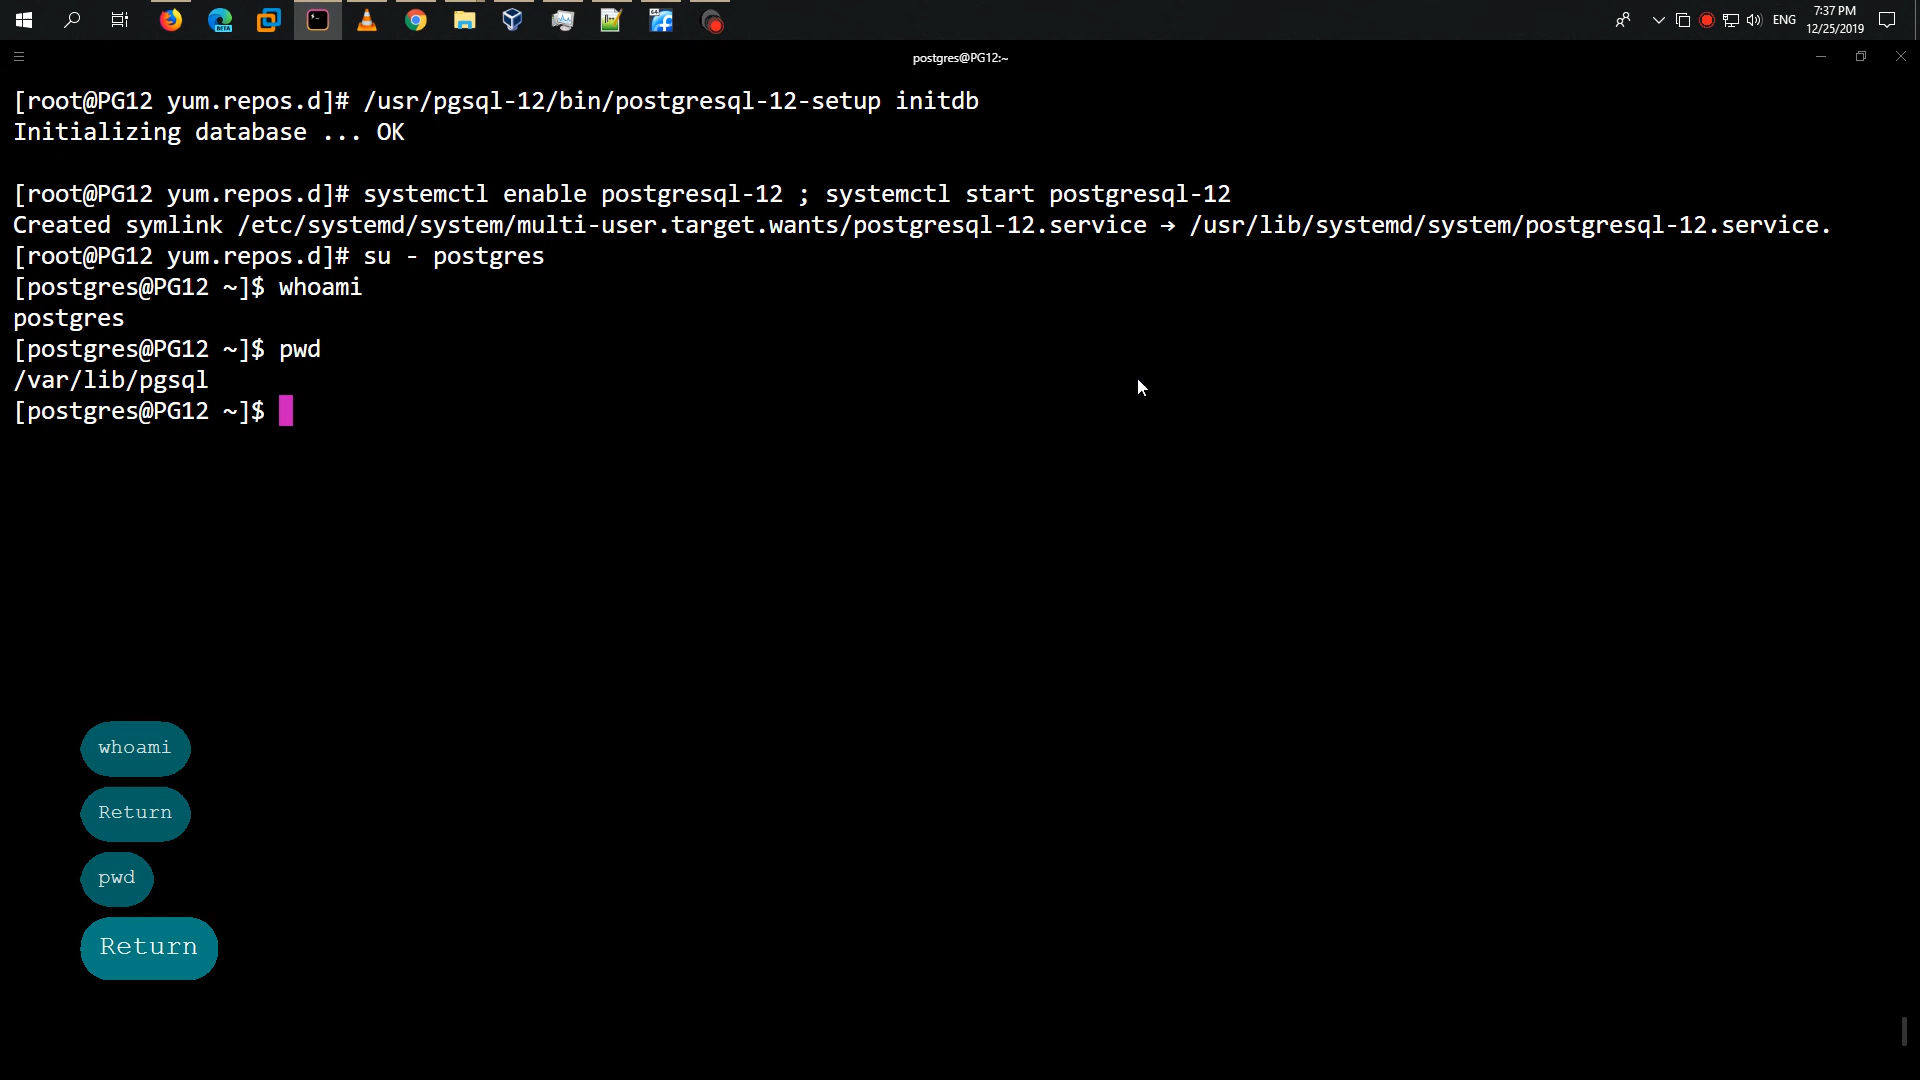 ENG
7:37 PM
12/25/2019
BETA
postgres@PG12:~
[root@PG12 yum.repos.d]# /usr/pgsql-12/bin/postgresql-12-setup initdb
Initializing database ... OK
[root@PG12 yum.repos.d]# systemctl enable postgresql-12 ; systemctl start postgresql-12
Created symlink /etc/systemd/system/multi-user.target.wants/postgresql-12.service → /usr/lib/systemd/system/postgresql-12.service.
[root@PG12 yum.repos.d]# su - postgres
[postgres@PG12 ~]$ whoami
postgres
[postgres@PG12 ~]$ pwd
/var/lib/pgsql
[postgres@PG12 ~]$
whoami
Return
pwd
Return